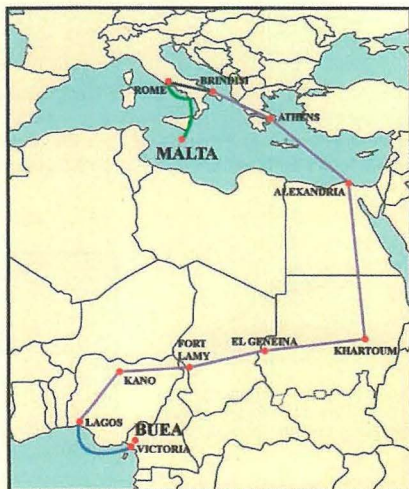 ROME
BRINDISI
ATHENS
MALTA
ALEXANDRIA
FORT
LAMY
EL GENEINA
KHARTOUM
KANO
LAGOS
BUEA
VICTORIA